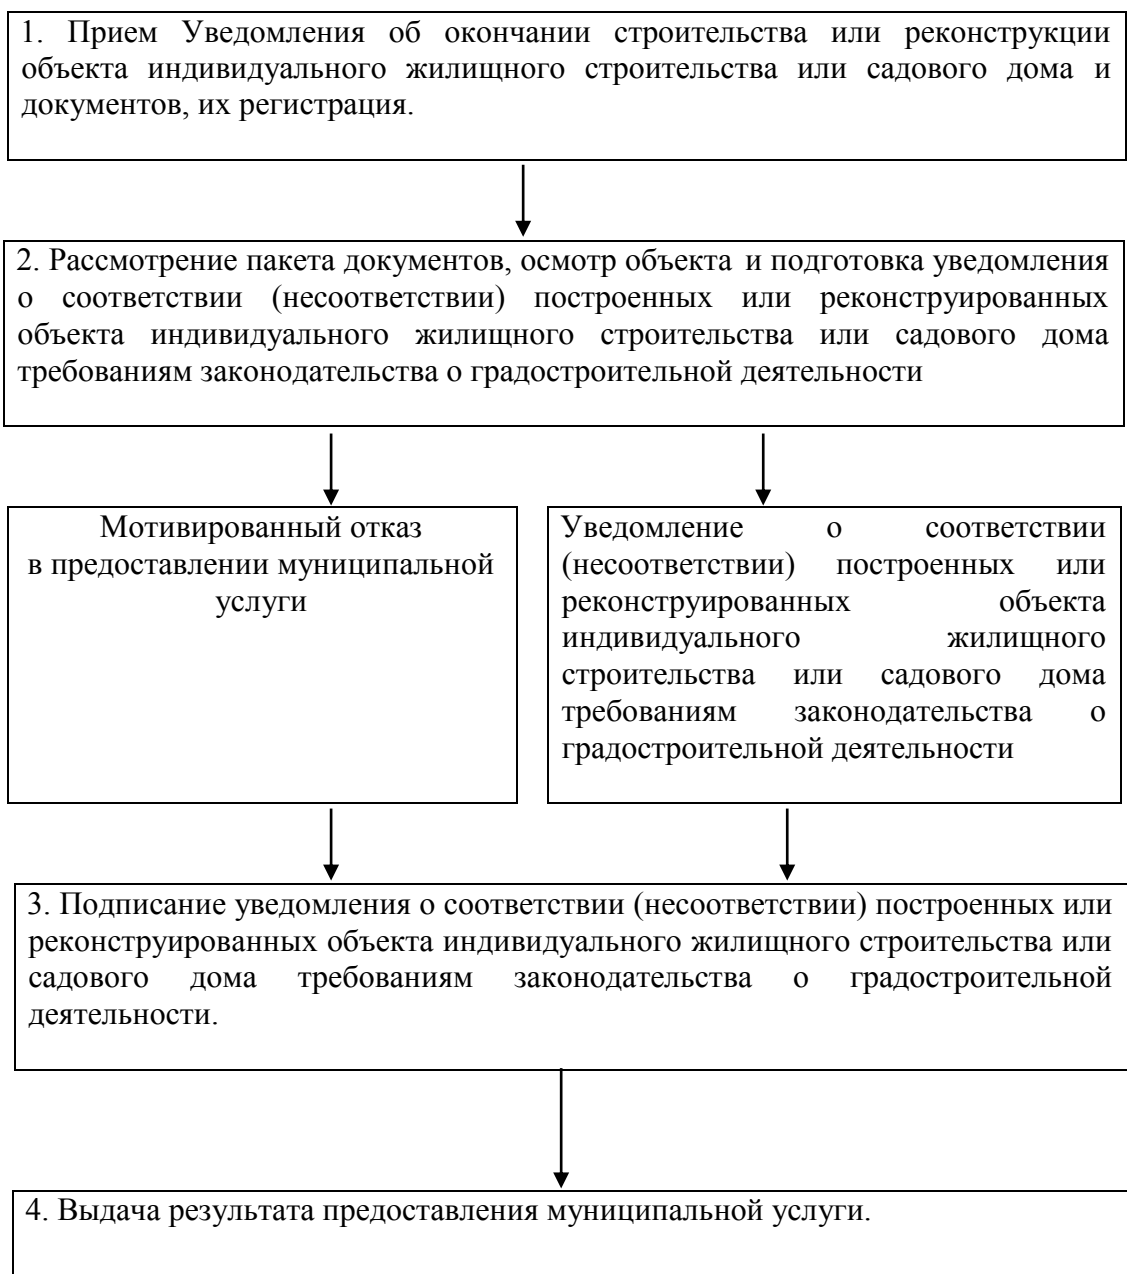 1. Прием Уведомления об окончании строительства или реконструкции
объекта индивидуального жилищного строительства или садового дома и
документов, их регистрация.
2. Рассмотрение пакета документов, осмотр объекта и подготовка уведомления
о соответствии (несоответствии) построенных или реконструированных
объекта индивидуального жилищного строительства или садового дома
требованиям законодательства о градостроительной деятельности
Мотивированный отказ
в предоставлении муниципальной
услуги
Уведомление о соответствии
(несоответствии) построенных или
реконструированных объекта
индивидуального жилищного
строительства или садового дома
требованиям законодательства о
градостроительной деятельности
3. Подписание уведомления о соответствии (несоответствии) построенных или
реконструированных объекта индивидуального жилищного строительства или
садового дома требованиям законодательства о градостроительной
деятельности.
4. Выдача результата предоставления муниципальной услуги.